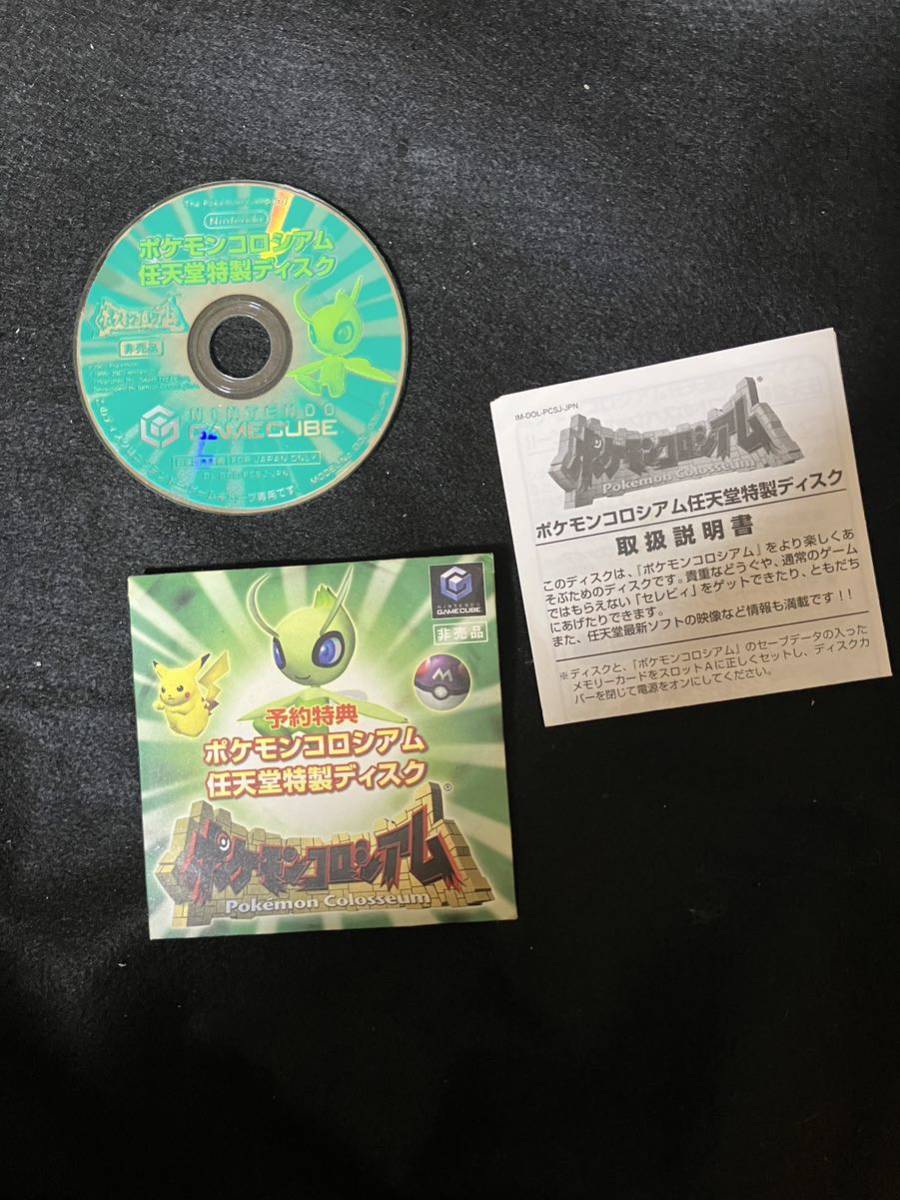 Nintendo
ポケモンコロシアム
任天堂特製ディスク
非売品
NINTENDO
GAMECUBE
FOR JAPAN ONLY
IM-DOL-PCSJ-JPN
ポケモンコロシアム
Pokémon Colosseum
ポケモンコロシアム任天堂特製ディスク
取扱説明書
このディスクは、『ポケモンコロシアム』をより楽しくあ
そぶためのディスクです。貴重などうぐや、通常のゲーム
ではもらえない「セレビィ」をゲットできたり、ともだち
にあげたりできます。
また、任天堂最新ソフトの映像など情報も満載です!!
※ディスクと、『ポケモンコロシアム』のセーブデータの入った
メモリーカードをスロットAに正しくセットし、ディスクカ
バーを閉じて電源をオンにしてください。
NINTENDO
GAMECUBE
非売品
M
予約特典
ポケモンコロシアム
任天堂特製ディスク
ポケモンコロシアム
Pokémon Colosseum